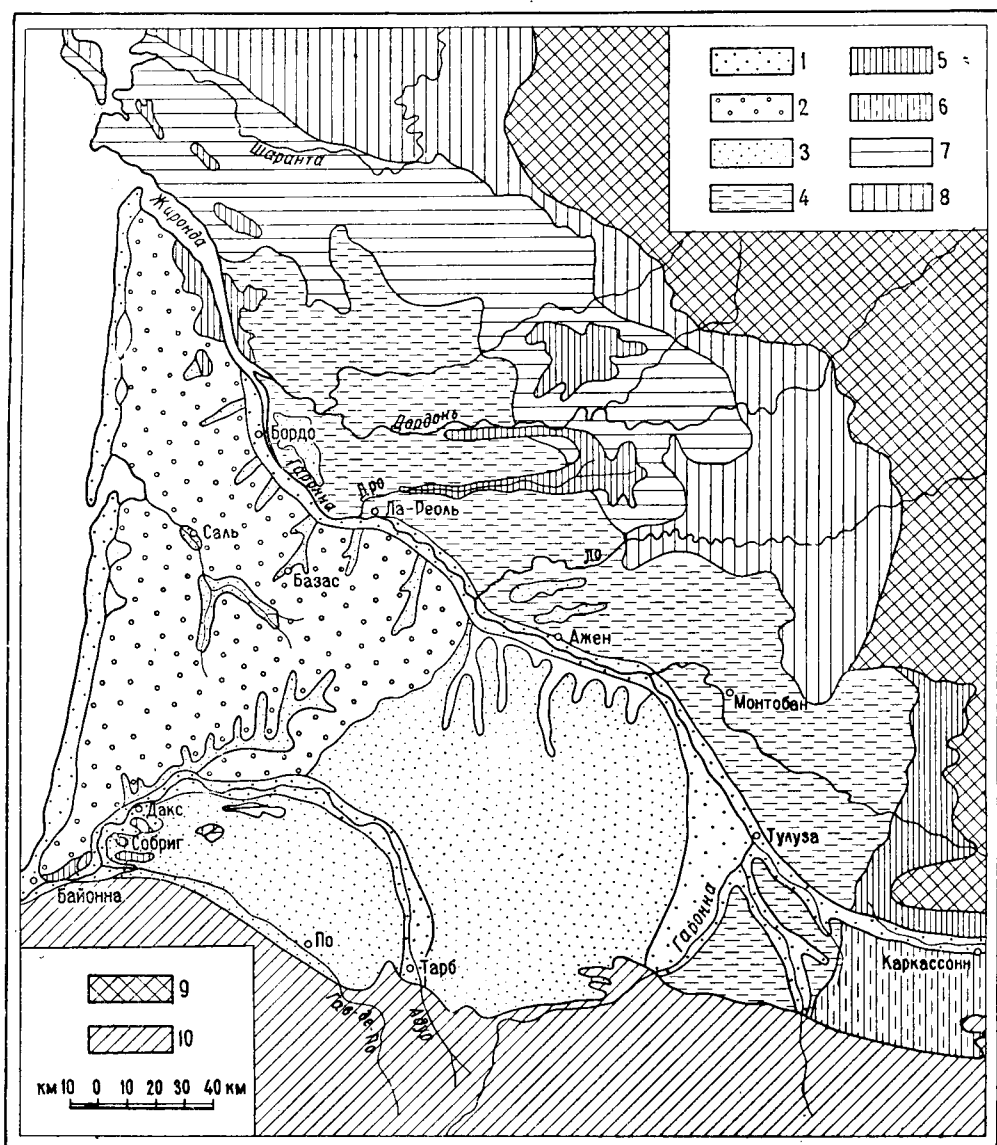 1
2
3
4
5
6
7
8
Шаранта
Жиронда
Бордо
Дардонь
Гаронна
Дро
Ла-Реоль
Саль
Базас
ло
Ажен
Монтобан
Дакс
Собриг
Тулуза
Байонна
По
Гаронна
Каркассонн
Тарб
Гав-де-По
Адур
9
10
км 10 0 10 20 30 40 км